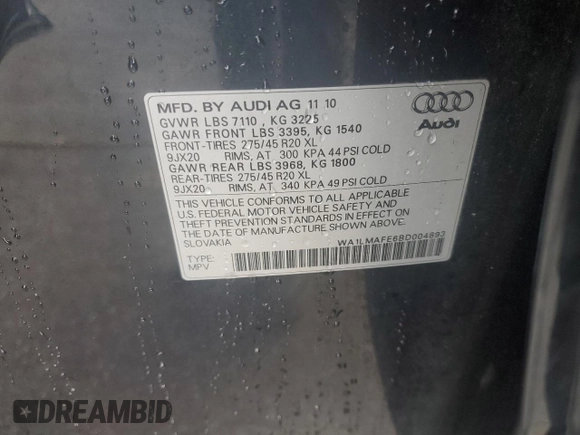 MFD. BY AUDI AG 11 10
GVWR LBS 7110 , KG 3225
GAWR FRONT LBS 3395, KG 1540
FRONT-TIRES 275/45 R20 XL
9JX20 RIMS, AT 300 KPA 44 PSI COLD
GAWR REAR LBS 3968, KG 1800
REAR-TIRES 275/45 R20 XL
9JX20 RIMS, AT 340 KPA 49 PSI COLD
Audi
THIS VEHICLE CONFORMS TO ALL APPLICABLE
U.S. FEDERAL MOTOR VEHICLE SAFETY AND
THEFT PREVENTION STANDARDS IN EFFECT ON
THE DATE OF MANUFACTURE SHOWN ABOVE.
SLOVAKIA
WA1LMAFE6BD004893
TYPE:
MPV
DREAMBID